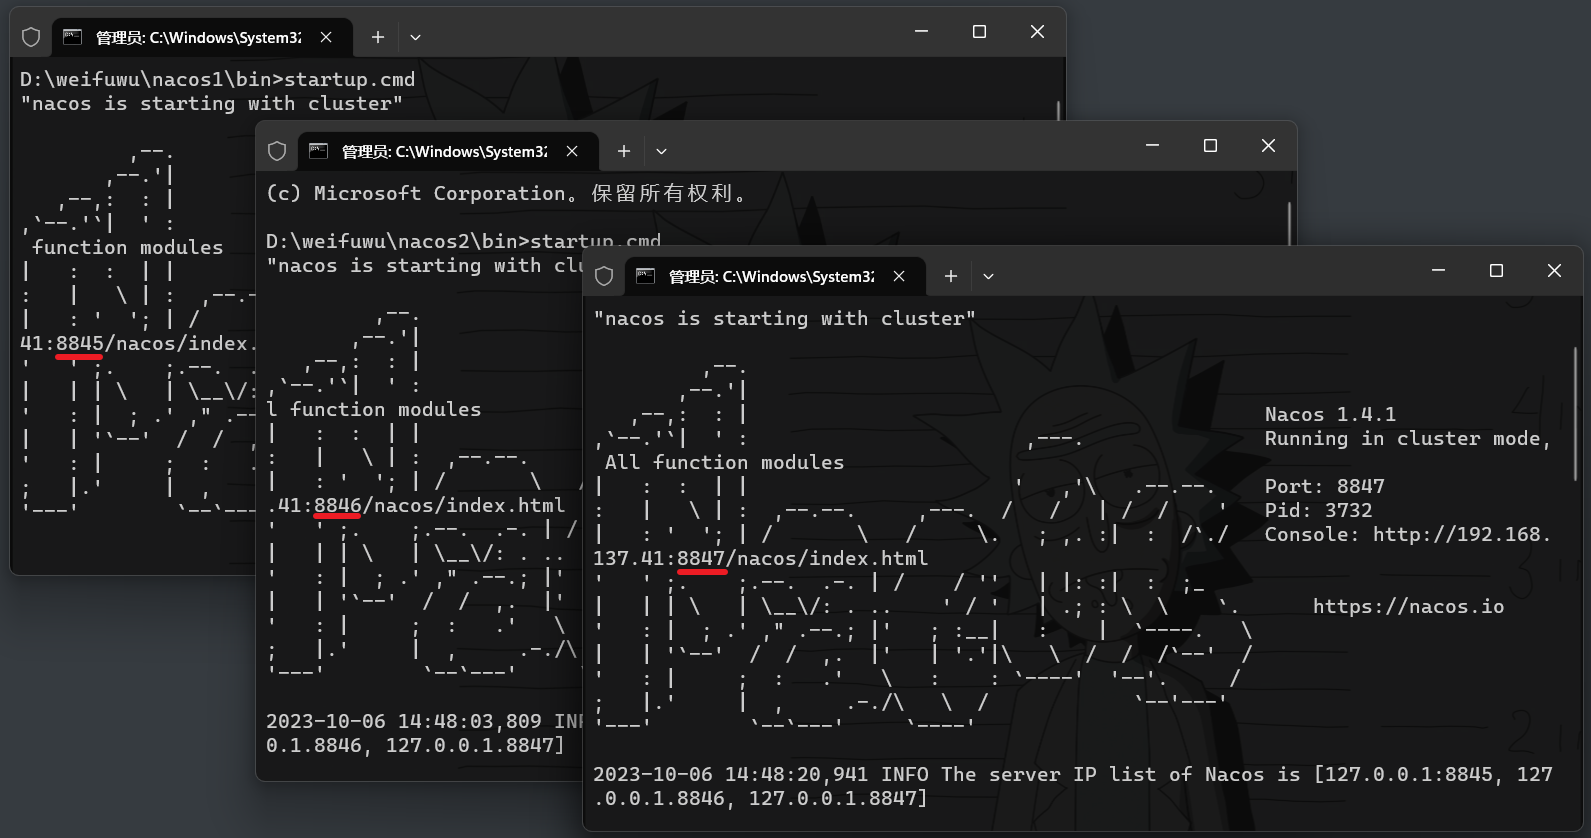 管理员: C:\Windows\System32
D:\weifuwu\nacos1\bin>startup.cmd
"nacos is starting with cluster"
function modules
41:8845/nacos/index.
管理员: C:\Windows\System32
(c) Microsoft Corporation。保留所有权利。
D:\weifuwu\nacos2\bin>startup.cmd
"nacos is starting with clu
l function modules
.41:8846/nacos/index.html
2023-10-06 14:48:03,809 INF
0.1.8846, 127.0.0.1.8847]
管理员: C:\Windows\System32
"nacos is starting with cluster"
Nacos 1.4.1
Running in cluster mode,
All function modules
Port: 8847
Pid: 3732
Console: http://192.168.
137.41:8847/nacos/index.html
https://nacos.io
2023-10-06 14:48:20,941 INFO The server IP list of Nacos is [127.0.0.1:8845, 127
.0.0.1.8846, 127.0.0.1.8847]